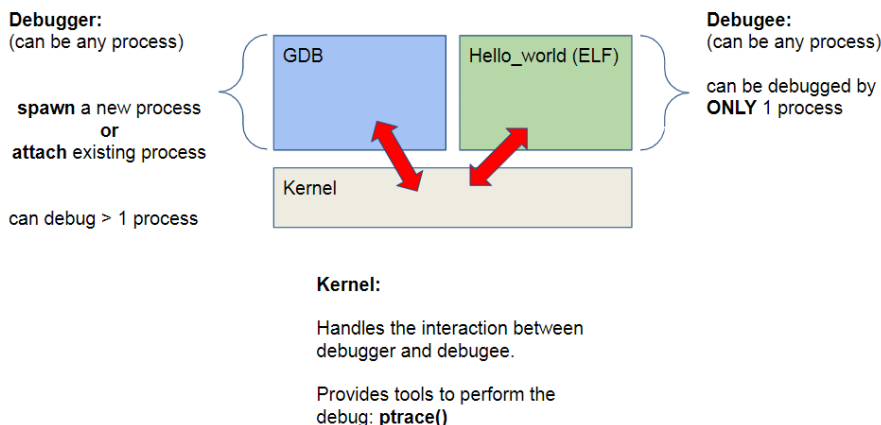 Debugger:
(can be any process)
spawn a new process
or
attach existing process
can debug > 1 process
GDB
Hello_world (ELF)
Kernel
Debugee:
(can be any process)
can be debugged by
ONLY 1 process
Kernel:
Handles the interaction between
debugger and debugee.
Provides tools to perform the
debug: ptrace()